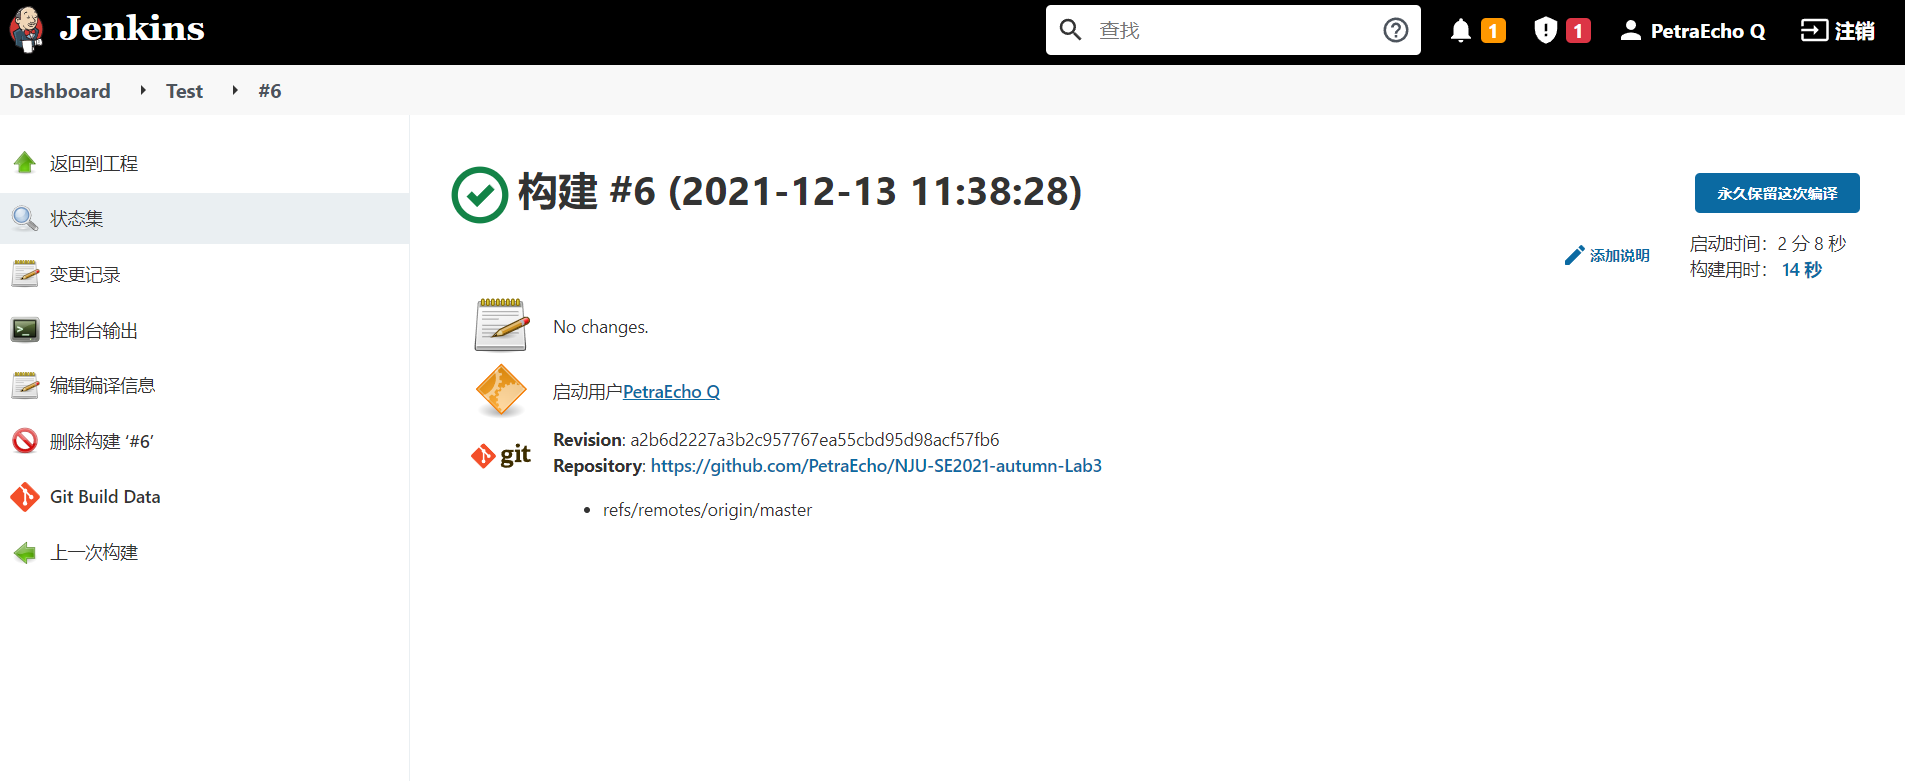 Jenkins
查找
1
1
PetraEcho Q
注销
Dashboard
Test
#6
返回到工程
状态集
变更记录
控制台输出
编辑编译信息
删除构建 ‘#6’
Git Build Data
上一次构建
构建 #6 (2021-12-13 11:38:28)
永久保留这次编译
添加说明
启动时间：2 分 8 秒
构建用时： 14 秒
No changes.
启动用户PetraEcho Q
git
Revision: a2b6d2227a3b2c957767ea55cbd95d98acf57fb6
Repository: https://github.com/PetraEcho/NJU-SE2021-autumn-Lab3
• refs/remotes/origin/master